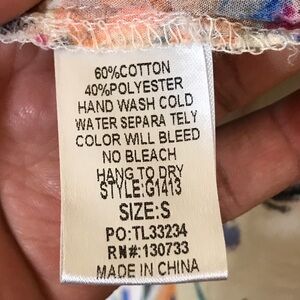 60%COTTON
40%POLYESTER
HAND WASH COLD
WATER SEPARA TELY
COLOR WILL BLEED
NO BLEACH
HANG TO DRY
STYLE:G1413
SIZE:S
PO:TL33234
RN#:130733
MADE IN CHINA